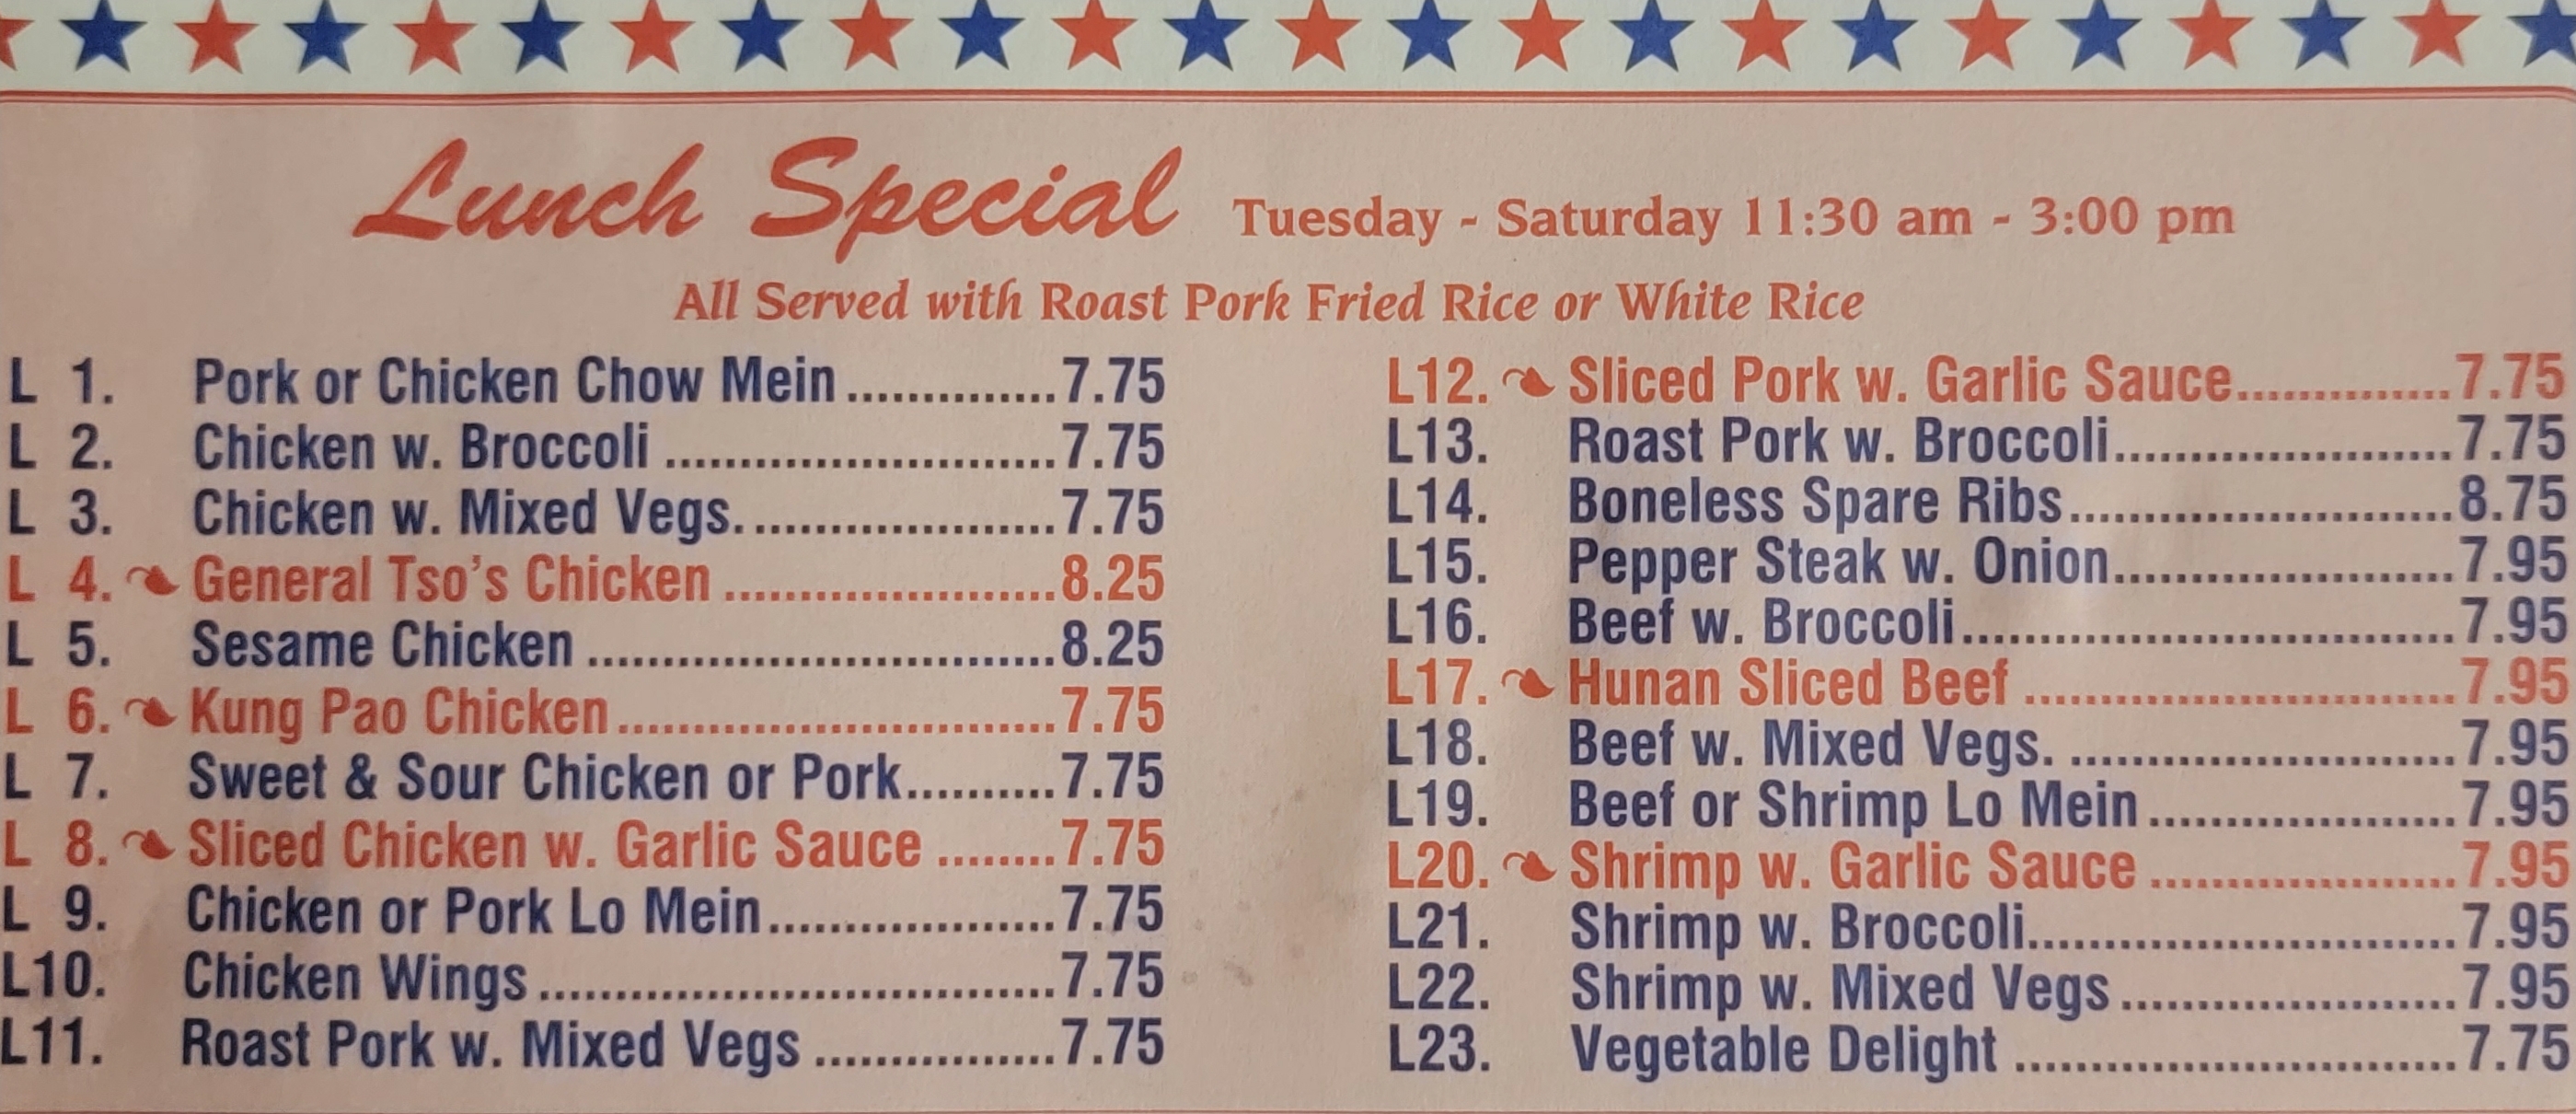 Lunch Special Tuesday - Saturday 11:30 am - 3:00 pm
All Served with Roast Pork Fried Rice or White Rice
L 1. Pork or Chicken Chow Mein ..............7.75
L 2. Chicken w. Broccoli ..........................7.75
L 3. Chicken w. Mixed Vegs. ....................7.75
L 4. General Tso's Chicken ......................8.25
L 5. Sesame Chicken ...............................8.25
L 6. Kung Pao Chicken.............................7.75
L 7. Sweet & Sour Chicken or Pork..........7.75
L 8. Sliced Chicken w. Garlic Sauce ........7.75
L 9. Chicken or Pork Lo Mein...................7.75
L10. Chicken Wings ..................................7.75
L11. Roast Pork w. Mixed Vegs ................7.75
L12. Sliced Pork w. Garlic Sauce..............7.75
L13. Roast Pork w. Broccoli......................7.75
L14. Boneless Spare Ribs.........................8.75
L15. Pepper Steak w. Onion......................7.95
L16. Beef w. Broccoli................................7.95
L17. Hunan Sliced Beef ............................7.95
L18. Beef w. Mixed Vegs. .........................7.95
L19. Beef or Shrimp Lo Mein ....................7.95
L20. Shrimp w. Garlic Sauce ....................7.95
L21. Shrimp w. Broccoli............................7.95
L22. Shrimp w. Mixed Vegs ......................7.95
L23. Vegetable Delight .............................7.75